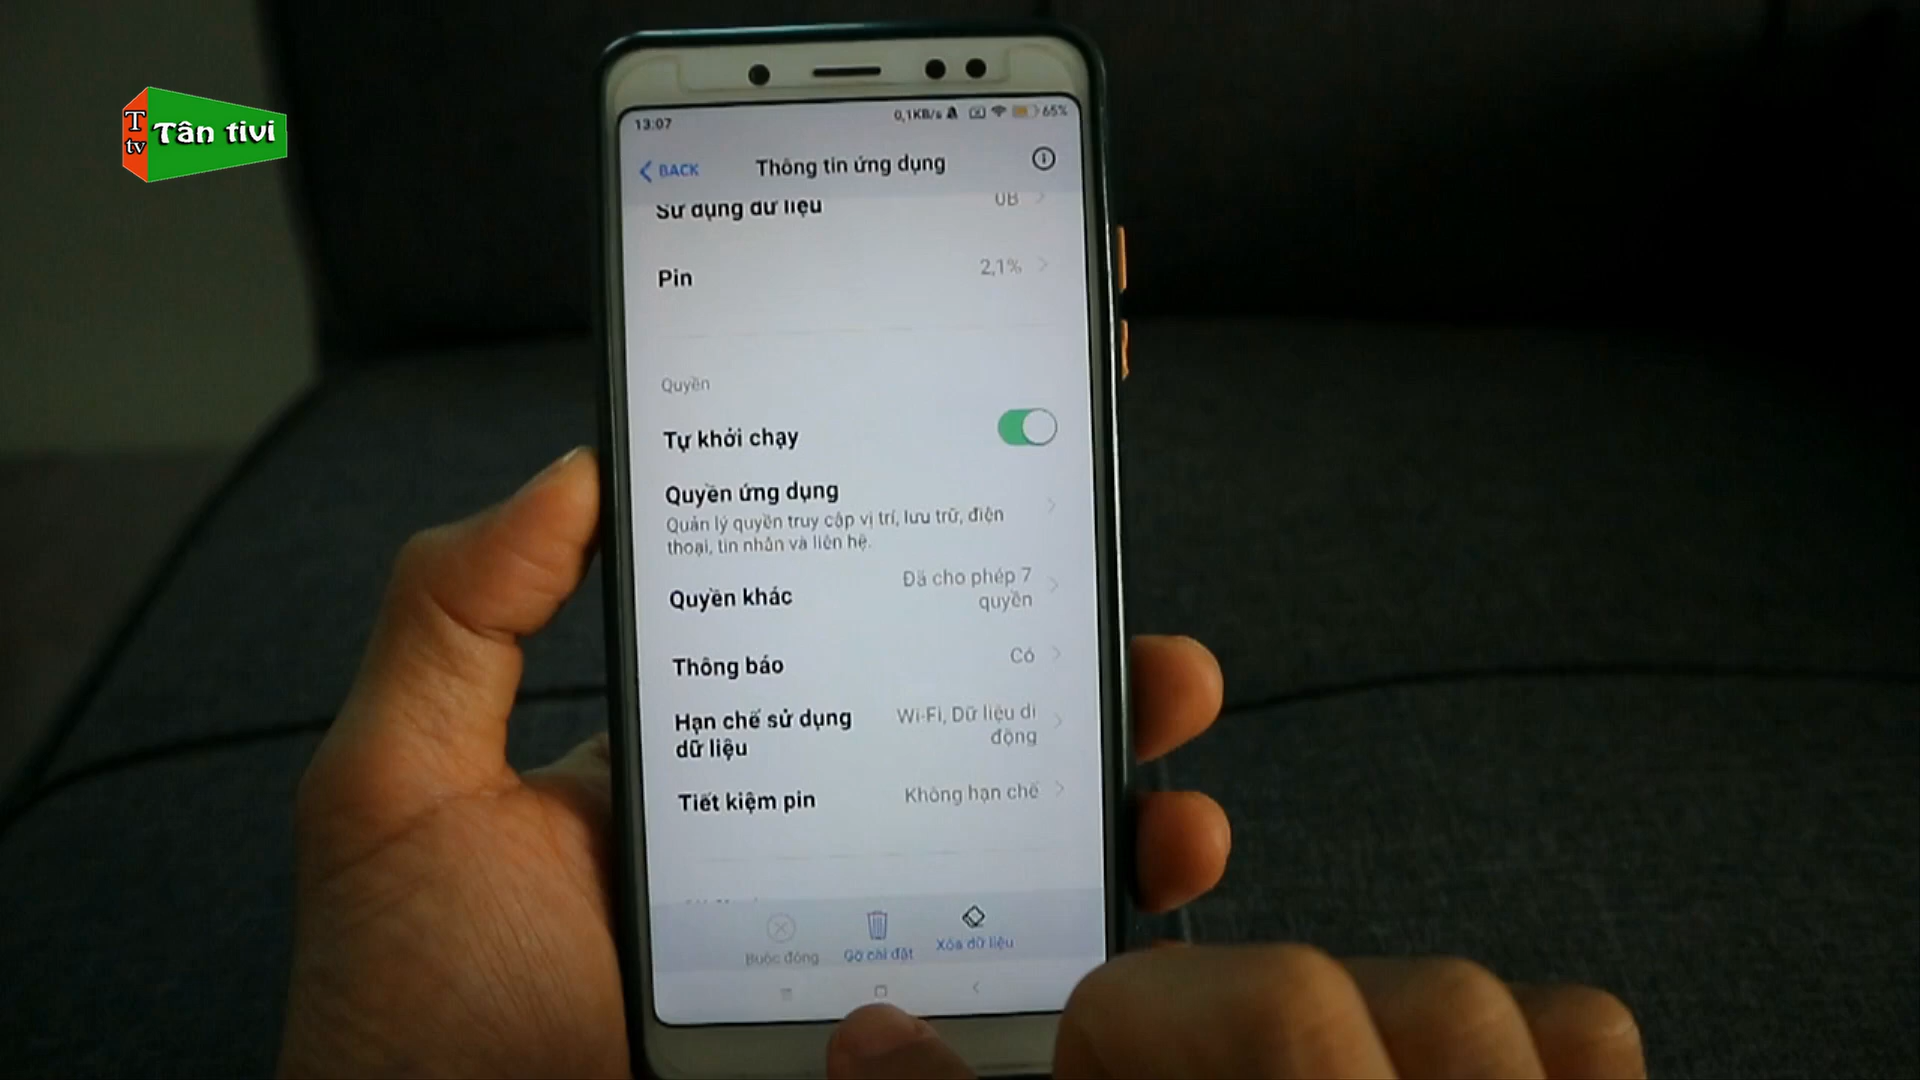 T
tv
Tân tivi
13:07
0,1KB/s
65%
BACK
Thông tin ứng dụng
Sử dụng dữ liệu
0B
Pin
2,1%
Quyền
Tự khởi chạy
Quyền ứng dụng
Quản lý quyền truy cập vị trí, lưu trữ, điện
thoại, tin nhắn và liên hệ.
Quyền khác
Đã cho phép 7
quyền
Thông báo
Có
Hạn chế sử dụng
dữ liệu
Wi-Fi, Dữ liệu di
động
Tiết kiệm pin
Không hạn chế
Buộc đóng
Gỡ cài đặt
Xóa dữ liệu